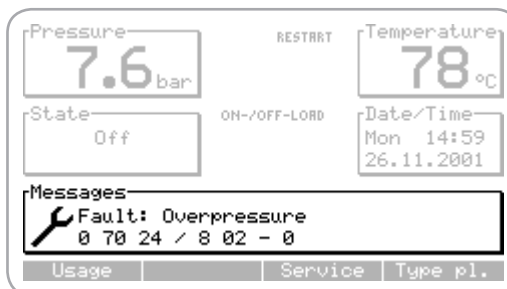 Pressure
7.6 bar
RESTART
Temperature
78 °C
State
Off
ON-/OFF-LOAD
Date/Time
Mon 14:59
26.11.2001
Messages
Fault: Overpressure
0 70 24 / 8 02 - 0
Usage Service Type pl.